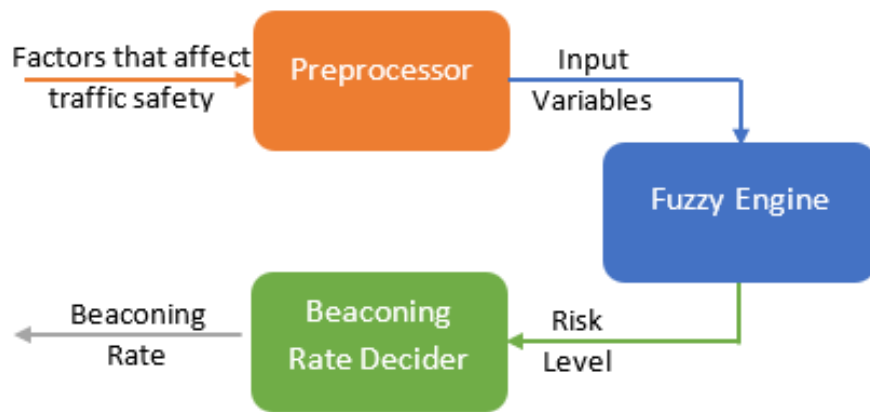 Factors that affect
traffic safety
Preprocessor
Input
Variables
Fuzzy Engine
Risk
Level
Beaconing
Rate Decider
Beaconing
Rate